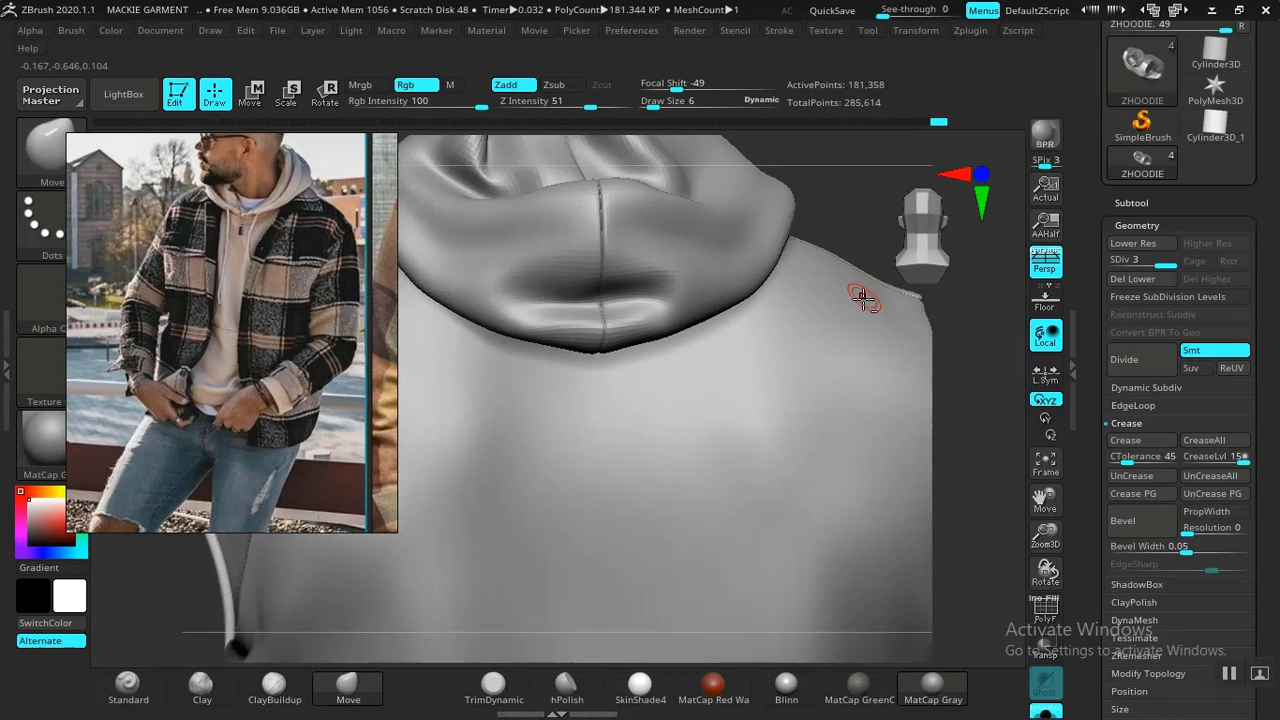 ZBrush 2020.1.1 MACKIE GARMENT .. • Free Mem 9.036GB • Active Mem 1056 • Scratch Disk 48 • Timer▶0.032 • PolyCount▶181.344 KP • MeshCount▶1 AC QuickSave See-through 0 Menus DefaultZScript
Alpha Brush Color Document Draw Edit File Layer Light Macro Marker Material Movie Picker Preferences Render Stencil Stroke Texture Tool Transform Zplugin Zscript
Help
-0.167,-0.646,0.104
Projection
Master
LightBox
Edit
Draw
Move
Scale
Rotate
Mrgb Rgb M
Rgb Intensity 100
Zadd Zsub Zcut
Z Intensity 51
Focal Shift -49
Draw Size 6 Dynamic
ActivePoints: 181,358
TotalPoints: 285,614
Move
Dots
Alpha O
Texture
MatCap G
Gradient
SwitchColor
Alternate
BPR
SPix 3
Actual
AAHalf
Persp
Floor
Local
L.Sym
XYZ
Frame
Move
Zoom3D
Rotate
PolyF
Transp
Ghost
ZHOODIE. 49 R
4
ZHOODIE
Cylinder3D
PolyMesh3D
SimpleBrush
Cylinder3D_1
4
ZHOODIE
Subtool
Geometry
Lower Res Higher Res
SDiv 3 Cage Rstr
Del Lower Del Higher
Freeze SubDivision Levels
Reconstruct Subdiv
Convert BPR To Geo
Divide Smt
Suv ReUV
Dynamic Subdiv
EdgeLoop
Crease
Crease CreaseAll
CTolerance 45 CreaseLvl 15
UnCrease UnCreaseAll
Crease PG UnCrease PG
Bevel PropWidth
Resolution 0
Bevel Width 0.05
EdgeSharp
ShadowBox
ClayPolish
DynaMesh
Tessimate
ZRemesher
Modify Topology
Position
Size
Activate Windows
Go to Settings to activate Windows.
Standard Clay ClayBuildup Move TrimDynamic hPolish SkinShade4 MatCap Red Wa Blinn MatCap GreenC MatCap Gray